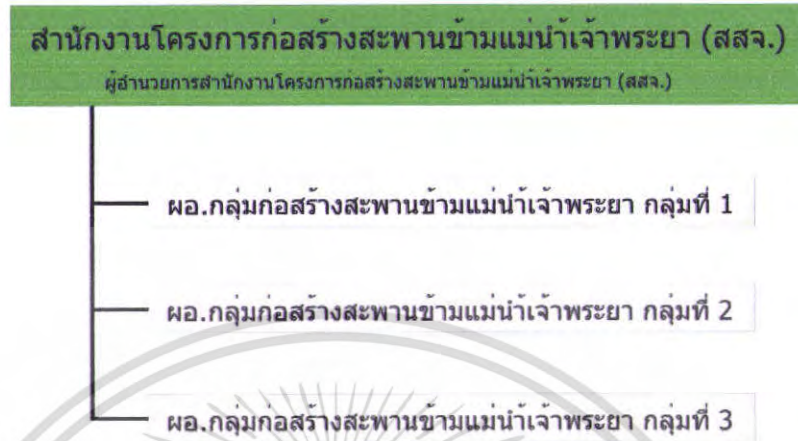 สำนักงานโครงการก่อสร้างสะพานข้ามแม่น้ำเจ้าพระยา (สสจ.)
ผู้อำนวยการสำนักงานโครงการก่อสร้างสะพานข้ามแม่น้ำเจ้าพระยา (สสจ.)
ผอ.กลุ่มก่อสร้างสะพานข้ามแม่น้ำเจ้าพระยา กลุ่มที่ 1
ผอ.กลุ่มก่อสร้างสะพานข้ามแม่น้ำเจ้าพระยา กลุ่มที่ 2
ผอ.กลุ่มก่อสร้างสะพานข้ามแม่น้ำเจ้าพระยา กลุ่มที่ 3